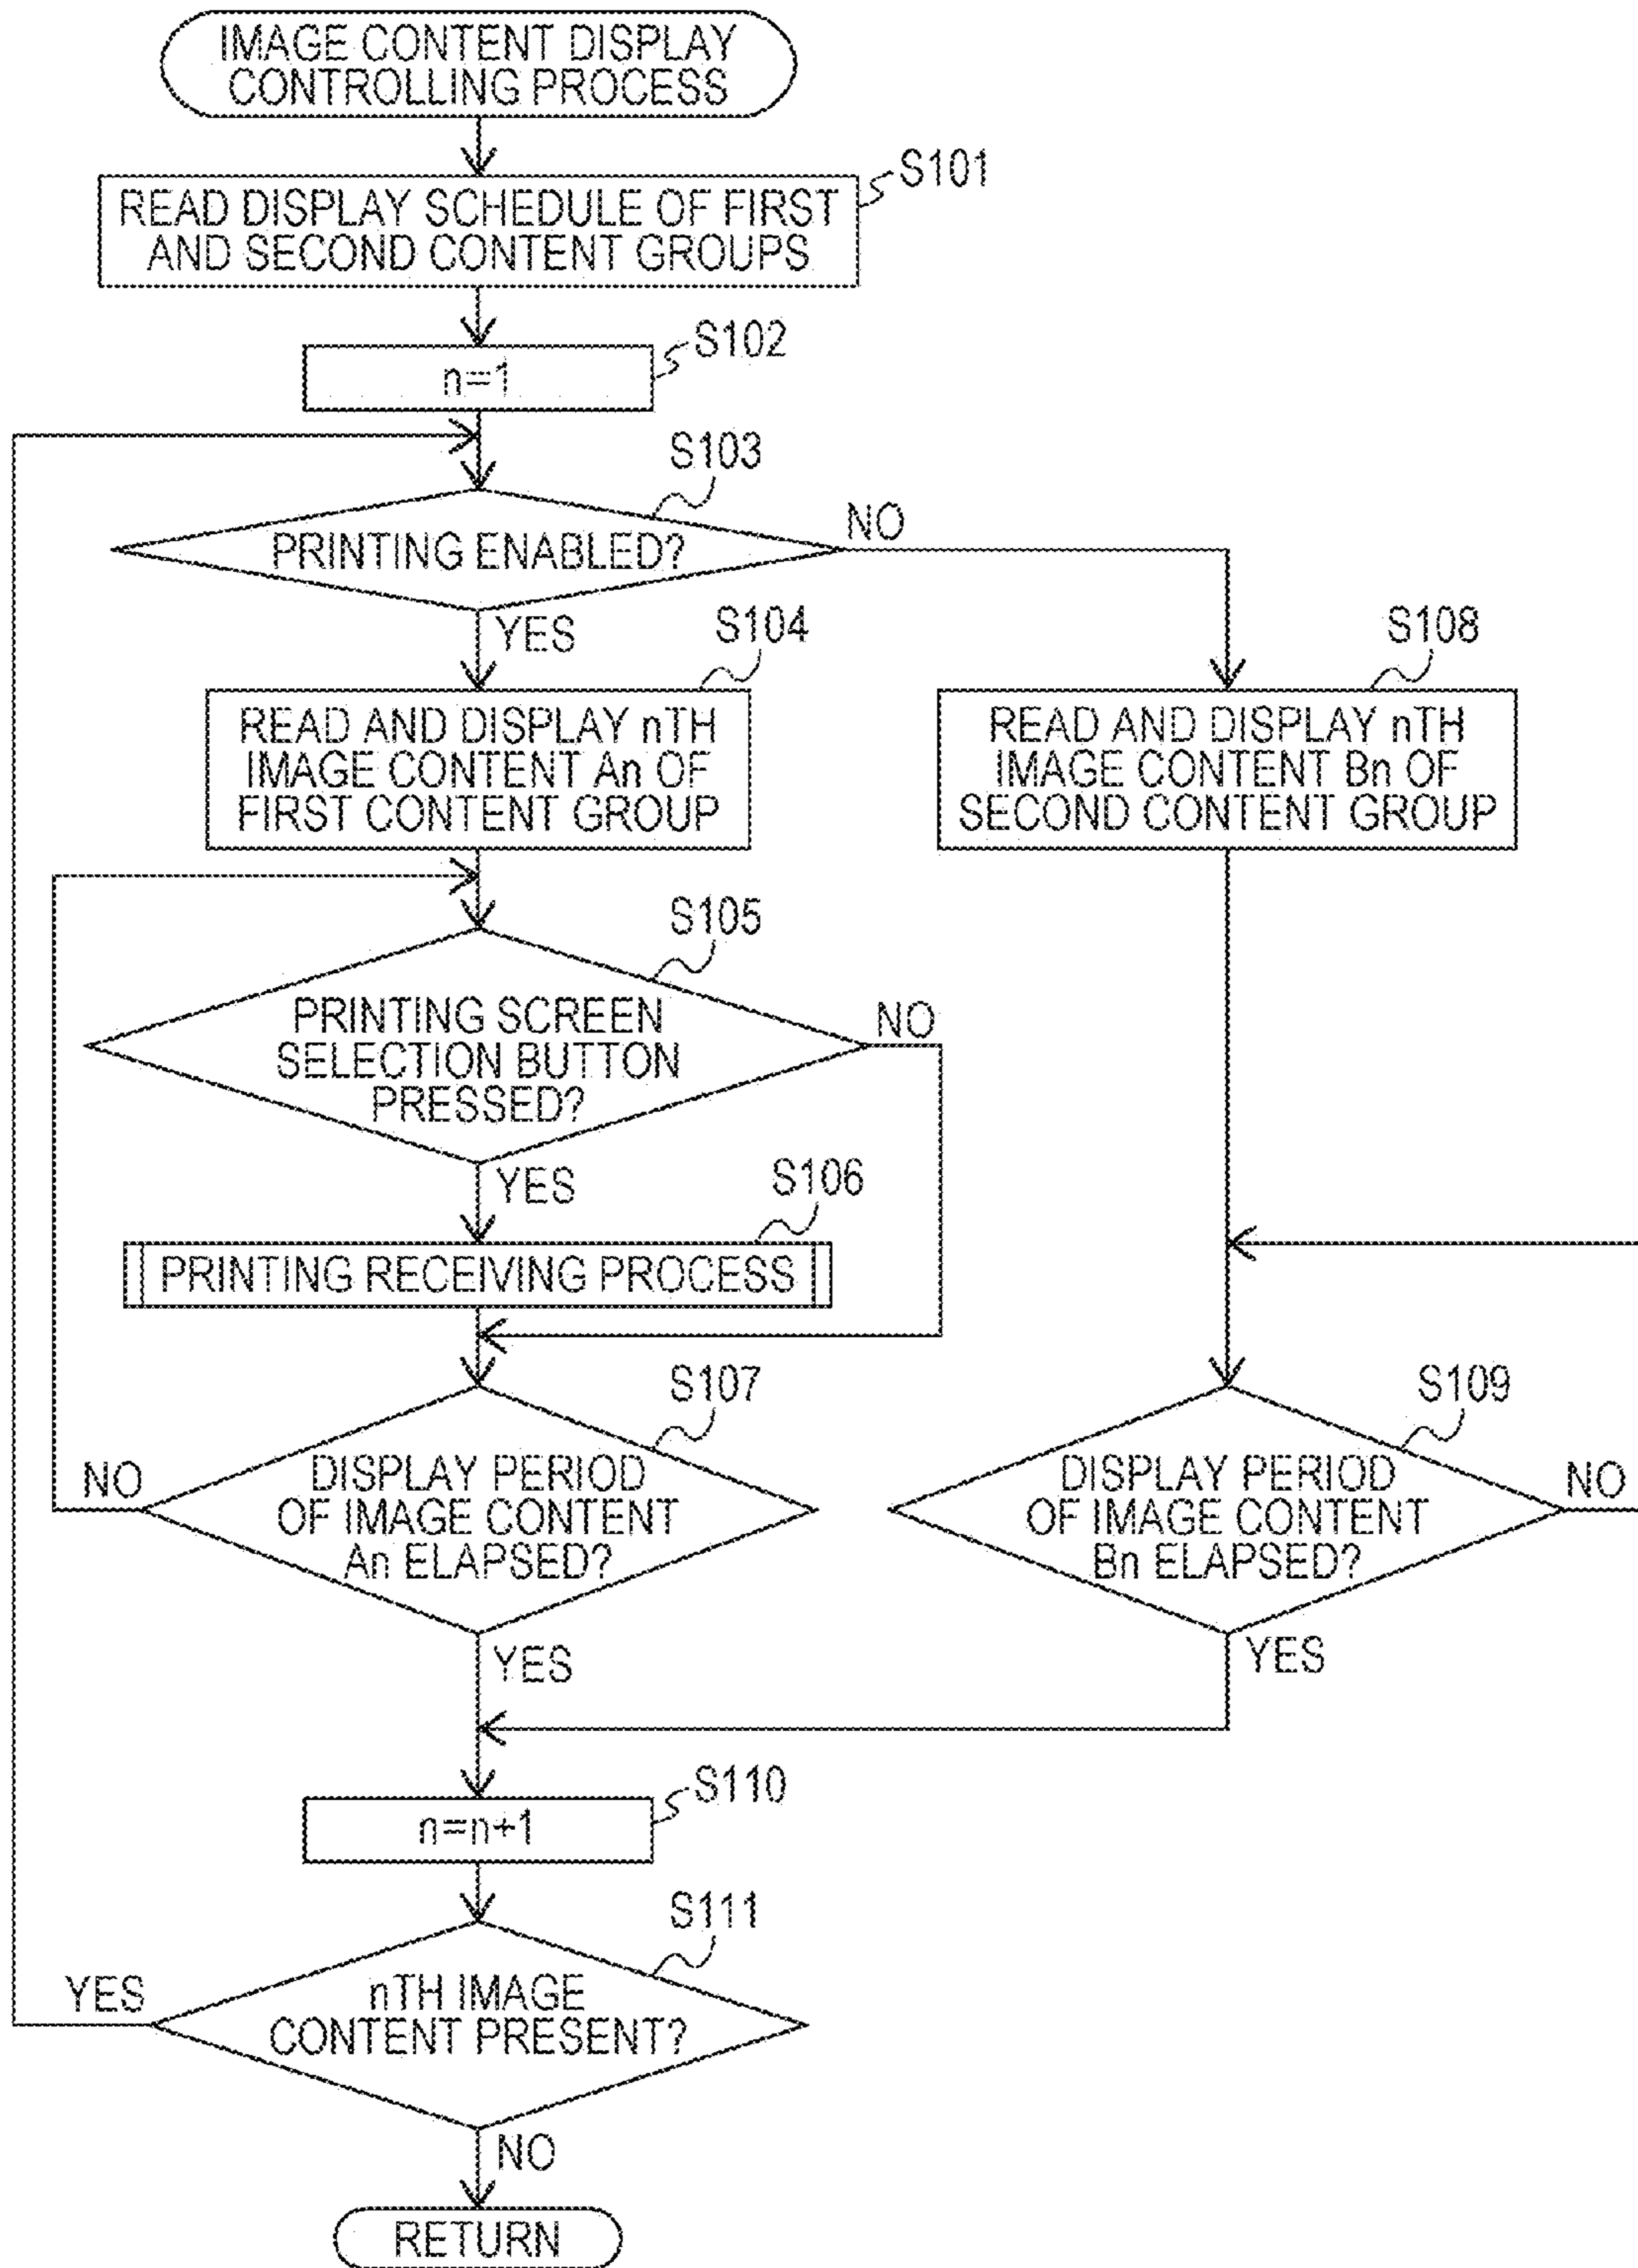 IMAGE CONTENT DISPLAY
CONTROLLING PROCESS
S101
READ DISPLAY SCHEDULE OF FIRST
AND SECOND CONTENT GROUPS
S102
n=1
S103
PRINTING ENABLED?
NO
YES
S104
READ AND DISPLAY nTH
IMAGE CONTENT An OF
FIRST CONTENT GROUP
S108
READ AND DISPLAY nTH
IMAGE CONTENT Bn OF
SECOND CONTENT GROUP
S105
PRINTING SCREEN
SELECTION BUTTON
PRESSED?
NO
YES
S106
PRINTING RECEIVING PROCESS
S107
DISPLAY PERIOD
OF IMAGE CONTENT
An ELAPSED?
NO
YES
S109
DISPLAY PERIOD
OF IMAGE CONTENT
Bn ELAPSED?
NO
YES
S110
n=n+1
S111
nTH IMAGE
CONTENT PRESENT?
YES
NO
RETURN